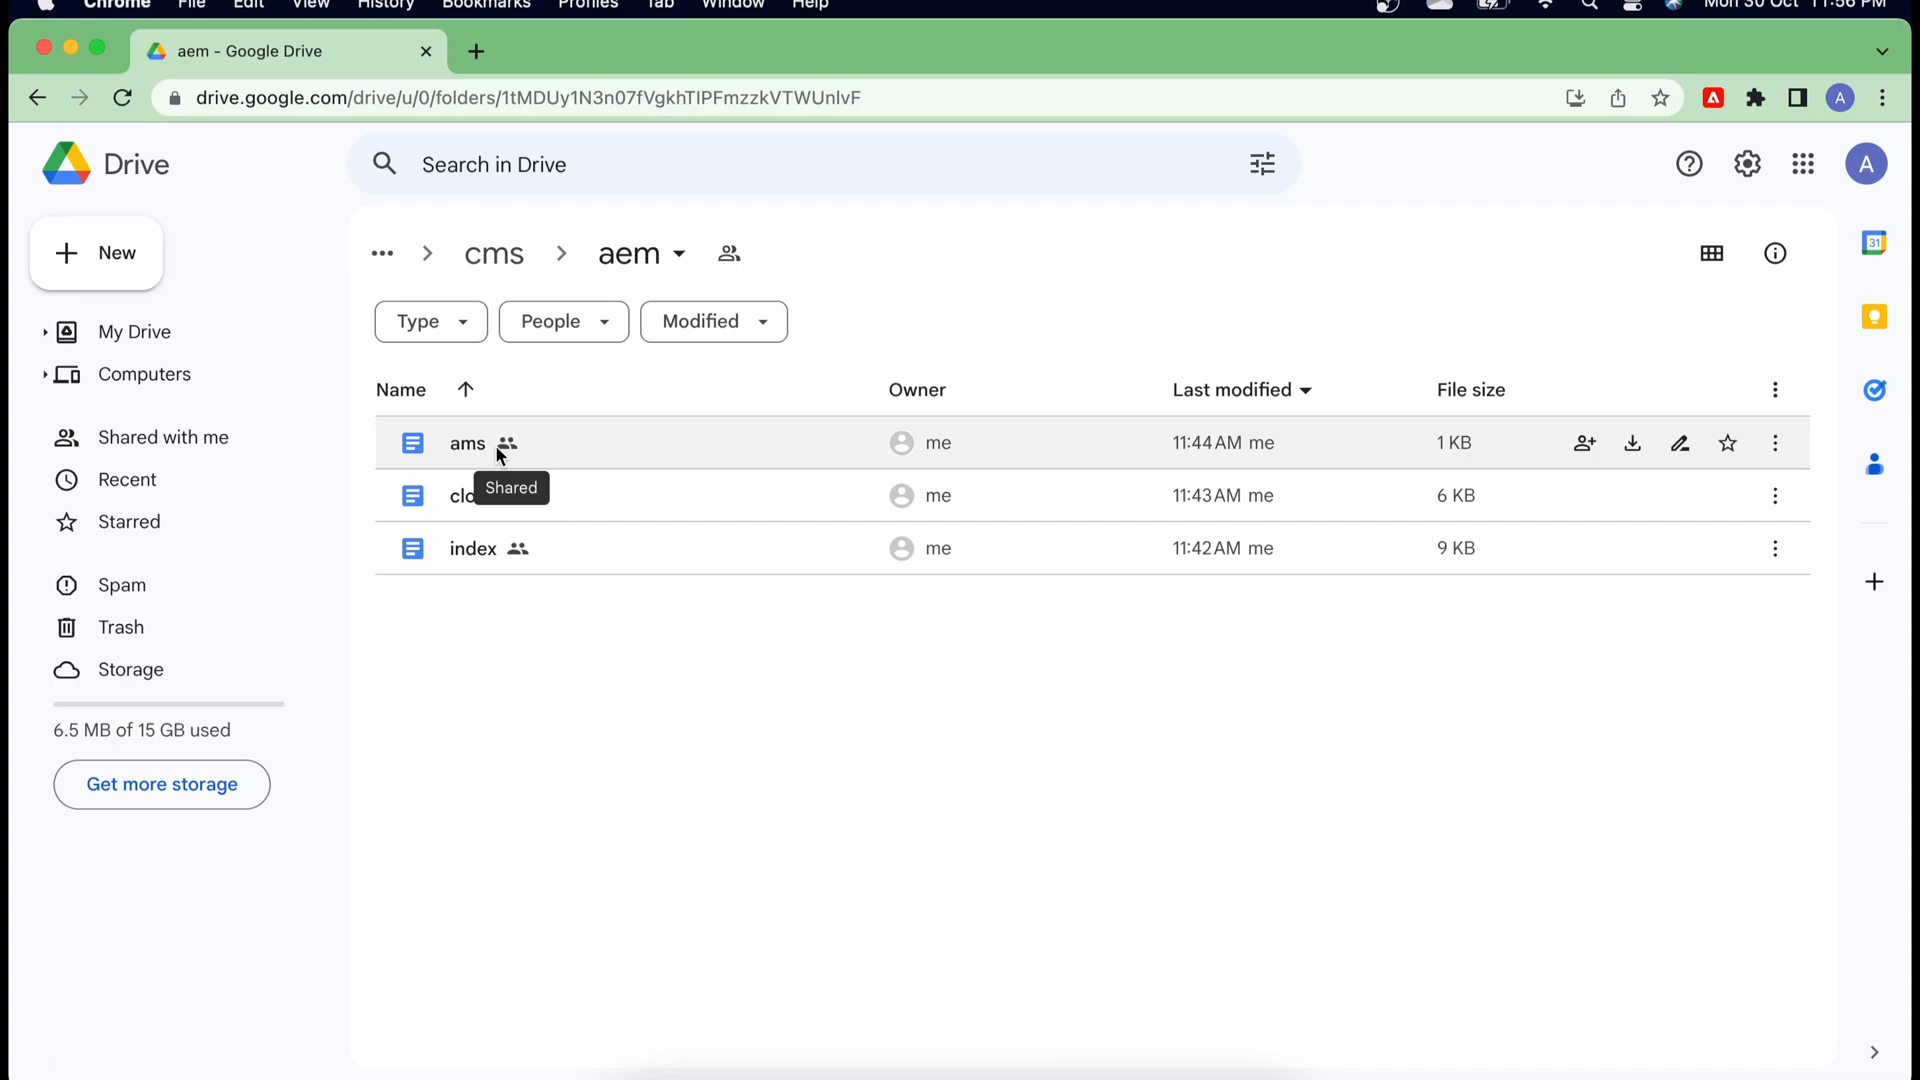 Chrome File Edit View History Bookmarks Profiles Tab Window Help Mon 30 Oct 11:56 PM
aem - Google Drive
drive.google.com/drive/u/0/folders/1tMDUy1N3n07fVgkhTIPFmzzkVTWUnlvF A
Drive Search in Drive A
New
... cms aem 31
Type People Modified
My Drive
Computers
Name Owner Last modified File size
Shared with me
ams me 11:44 AM me 1 KB
Recent
Shared
clo me 11:43 AM me 6 KB
Starred
index me 11:42 AM me 9 KB
Spam
Trash
Storage
6.5 MB of 15 GB used
Get more storage